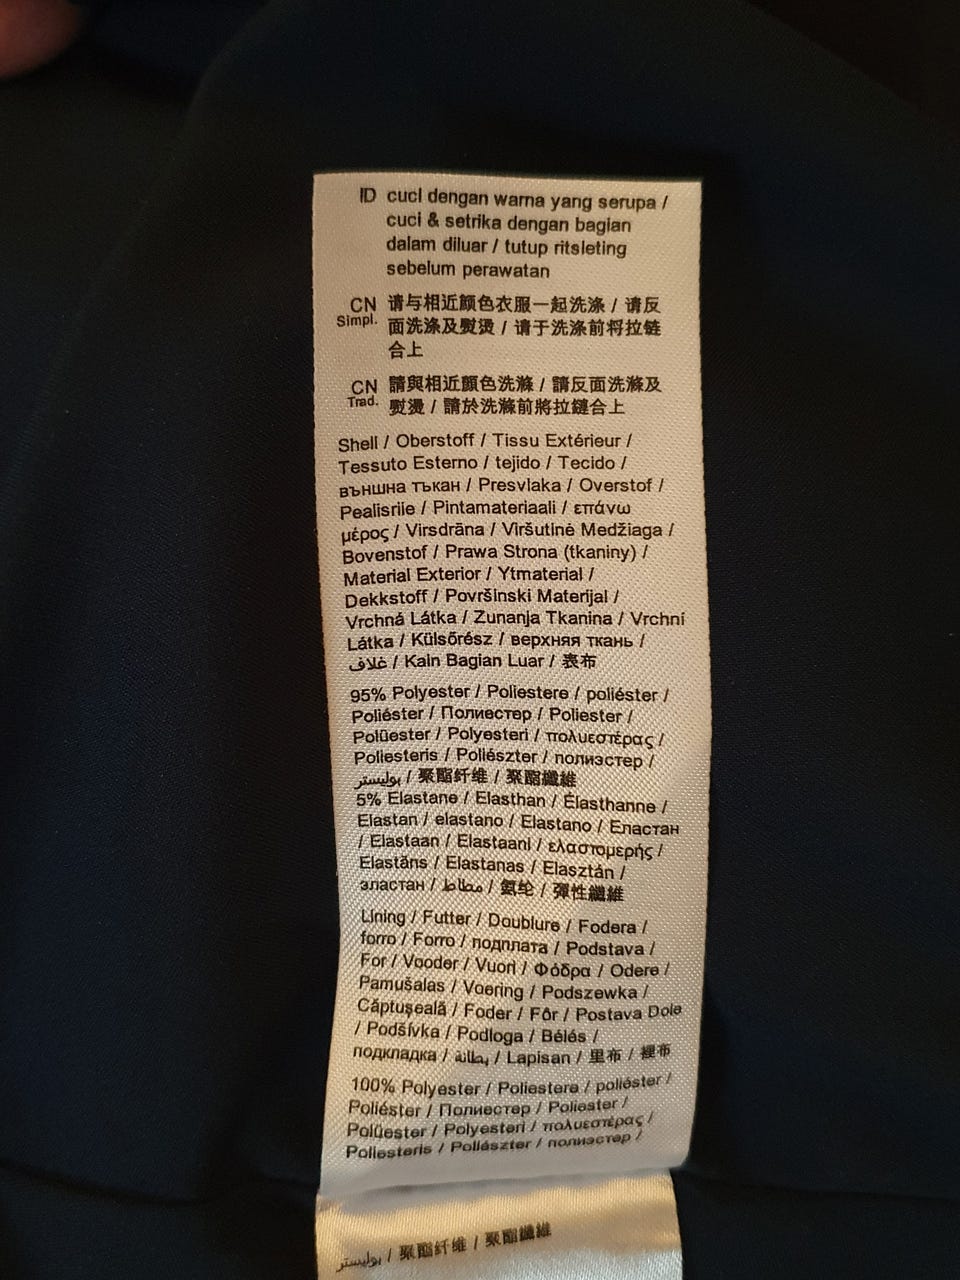 ID cuci dengan warna yang serupa /
cuci & setrika dengan bagian
dalam diluar / tutup ritsleting
sebelum perawatan
CN 请与相近颜色衣服一起洗涤 / 请反
Simpl. 面洗涤及熨烫 / 请于洗涤前将拉链
合上
CN 請與相近顏色洗滌 / 請反面洗滌及
Trad. 熨燙 / 請於洗滌前將拉鏈合上
Shell / Oberstoff / Tissu Extérieur /
Tessuto Esterno / tejido / Tecido /
външна тъкан / Presvlaka / Overstof /
Pealisriie / Pintamateriaali / επάνω
μέρος / Virsdrāna / Viršutinė Medžiaga /
Bovenstof / Prawa Strona (tkaniny) /
Material Exterior / Ytmaterial /
Dekkstoff / Površinski Materijal /
Vrchná Látka / Zunanja Tkanina / Vrchní
Látka / Külsőrész / верхняя ткань /
غلاف / Kain Bagian Luar / 表布
95% Polyester / Poliestere / poliéster /
Poliéster / Полиестер / Poliester /
Polüester / Polyesteri / πολυεστέρας /
Poliesteris / Poliészter / полиэстер /
بوليستر / 聚酯纤维 / 聚酯纖維
5% Elastane / Elasthan / Élasthanne /
Elastan / elastano / Elastano / Еластан
/ Elastaan / Elastaani / ελαστομερής /
Elastāns / Elastanas / Elasztán /
эластан / مطاط / 氨纶 / 彈性纖維
Lining / Futter / Doublure / Fodera /
forro / Forro / подплата / Podstava /
For / Vooder / Vuori / Φόδρα / Odere /
Pamušalas / Voering / Podszewka /
Căptuşeală / Foder / Fôr / Postava Dole
/ Podšívka / Podloga / Bélés /
подкладка / بطانة / Lapisan / 里布 / 裡布
100% Polyester / Poliestere / poliéster /
Poliéster / Полиестер / Poliester /
Polüester / Polyesteri / πολυεστέρας /
Poliesteris / Poliészter / полиэстер /
بوليستر / 聚酯纤维 / 聚酯纖維